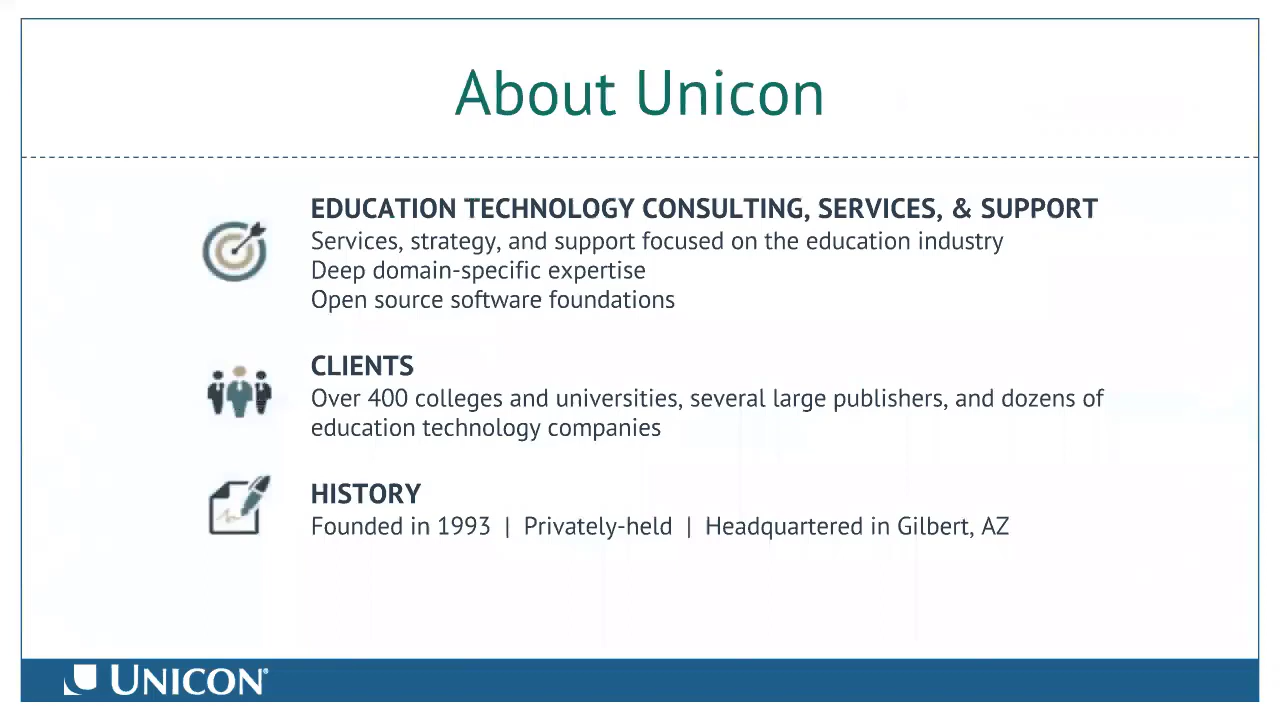 About Unicon
EDUCATION TECHNOLOGY CONSULTING, SERVICES, & SUPPORT
Services, strategy, and support focused on the education industry
Deep domain-specific expertise
Open source software foundations
CLIENTS
Over 400 colleges and universities, several large publishers, and dozens of
education technology companies
HISTORY
Founded in 1993 | Privately-held | Headquartered in Gilbert, AZ
UNICON®